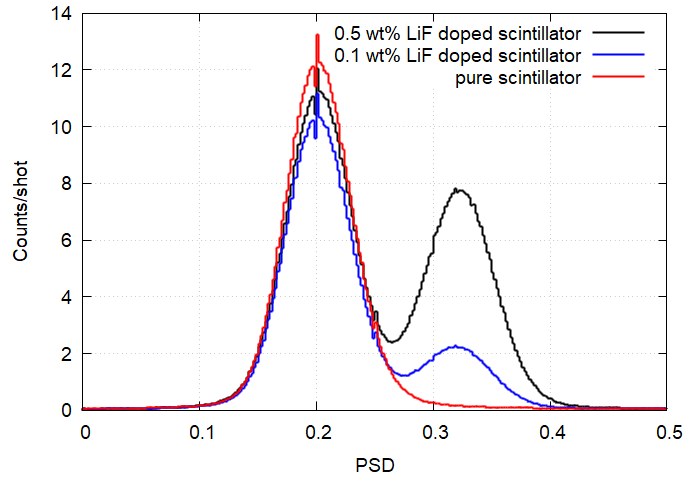 14
12
10
8
6
4
2
0
0.5 wt% LiF doped scintillator
0.1 wt% LiF doped scintillator
pure scintillator
Counts/shot
0
0.1
0.2
0.3
0.4
0.5
PSD